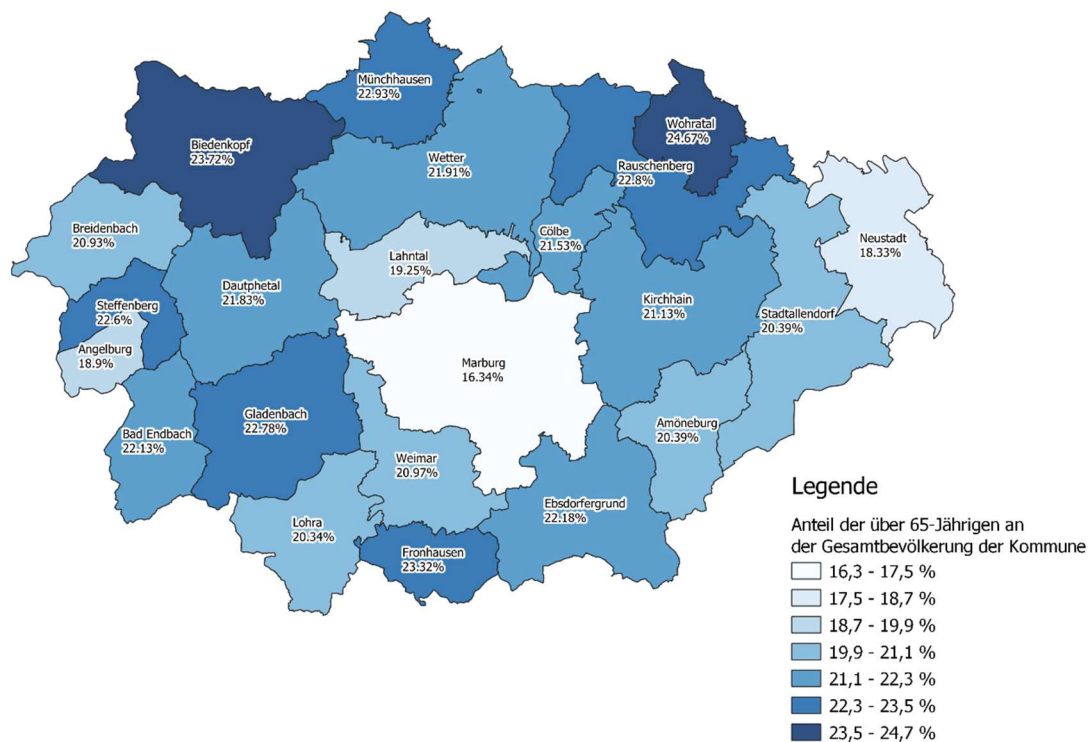 Münchhausen
22.93%
Biedenkopf
23.72%
Wohratal
24.67%
Wetter
21.91%
Rauschenberg
22.8%
Breidenbach
20.93%
Cölbe
21.53%
Neustadt
18.33%
Lahntal
19.25%
Dautphetal
21.83%
Kirchhain
21.13%
Steffenberg
22.6%
Stadtallendorf
20.39%
Angelburg
18.9%
Marburg
16.34%
Gladenbach
22.78%
Amöneburg
20.39%
Bad Endbach
22.13%
Weimar
20.97%
Ebsdorfergrund
22.18%
Lohra
20.34%
Fronhausen
23.32%
Legende
Anteil der über 65-Jährigen an
der Gesamtbevölkerung der Kommune
16,3 - 17,5 %
17,5 - 18,7 %
18,7 - 19,9 %
19,9 - 21,1 %
21,1 - 22,3 %
22,3 - 23,5 %
23,5 - 24,7 %